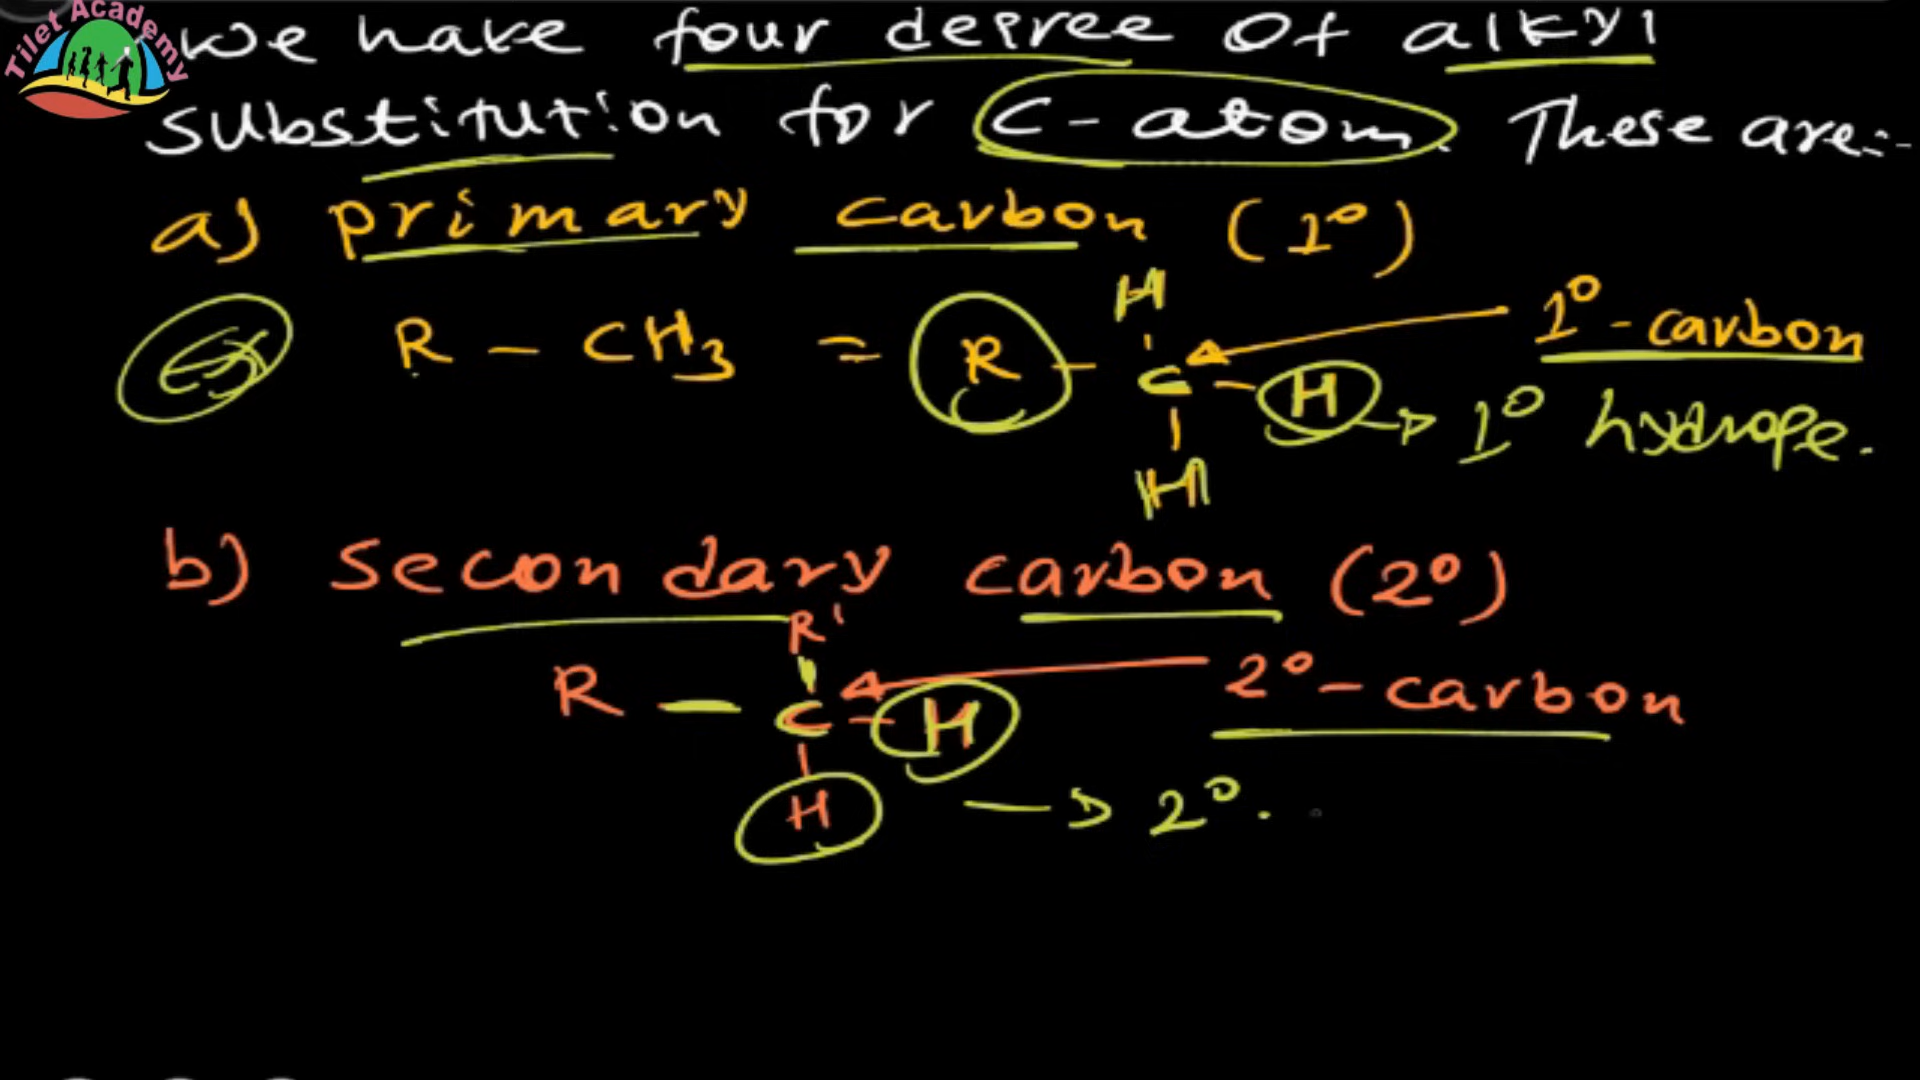 Tilet Academy
we have four degree of alkyl
substitution for C-atom. These are:-
a) primary carbon (1°)
H
R - CH3 = R - C - H
1°-carbon
1° hydroge.
H
b) secondary carbon (2°)
R'
R - C - H
2°-carbon
H → 2°.